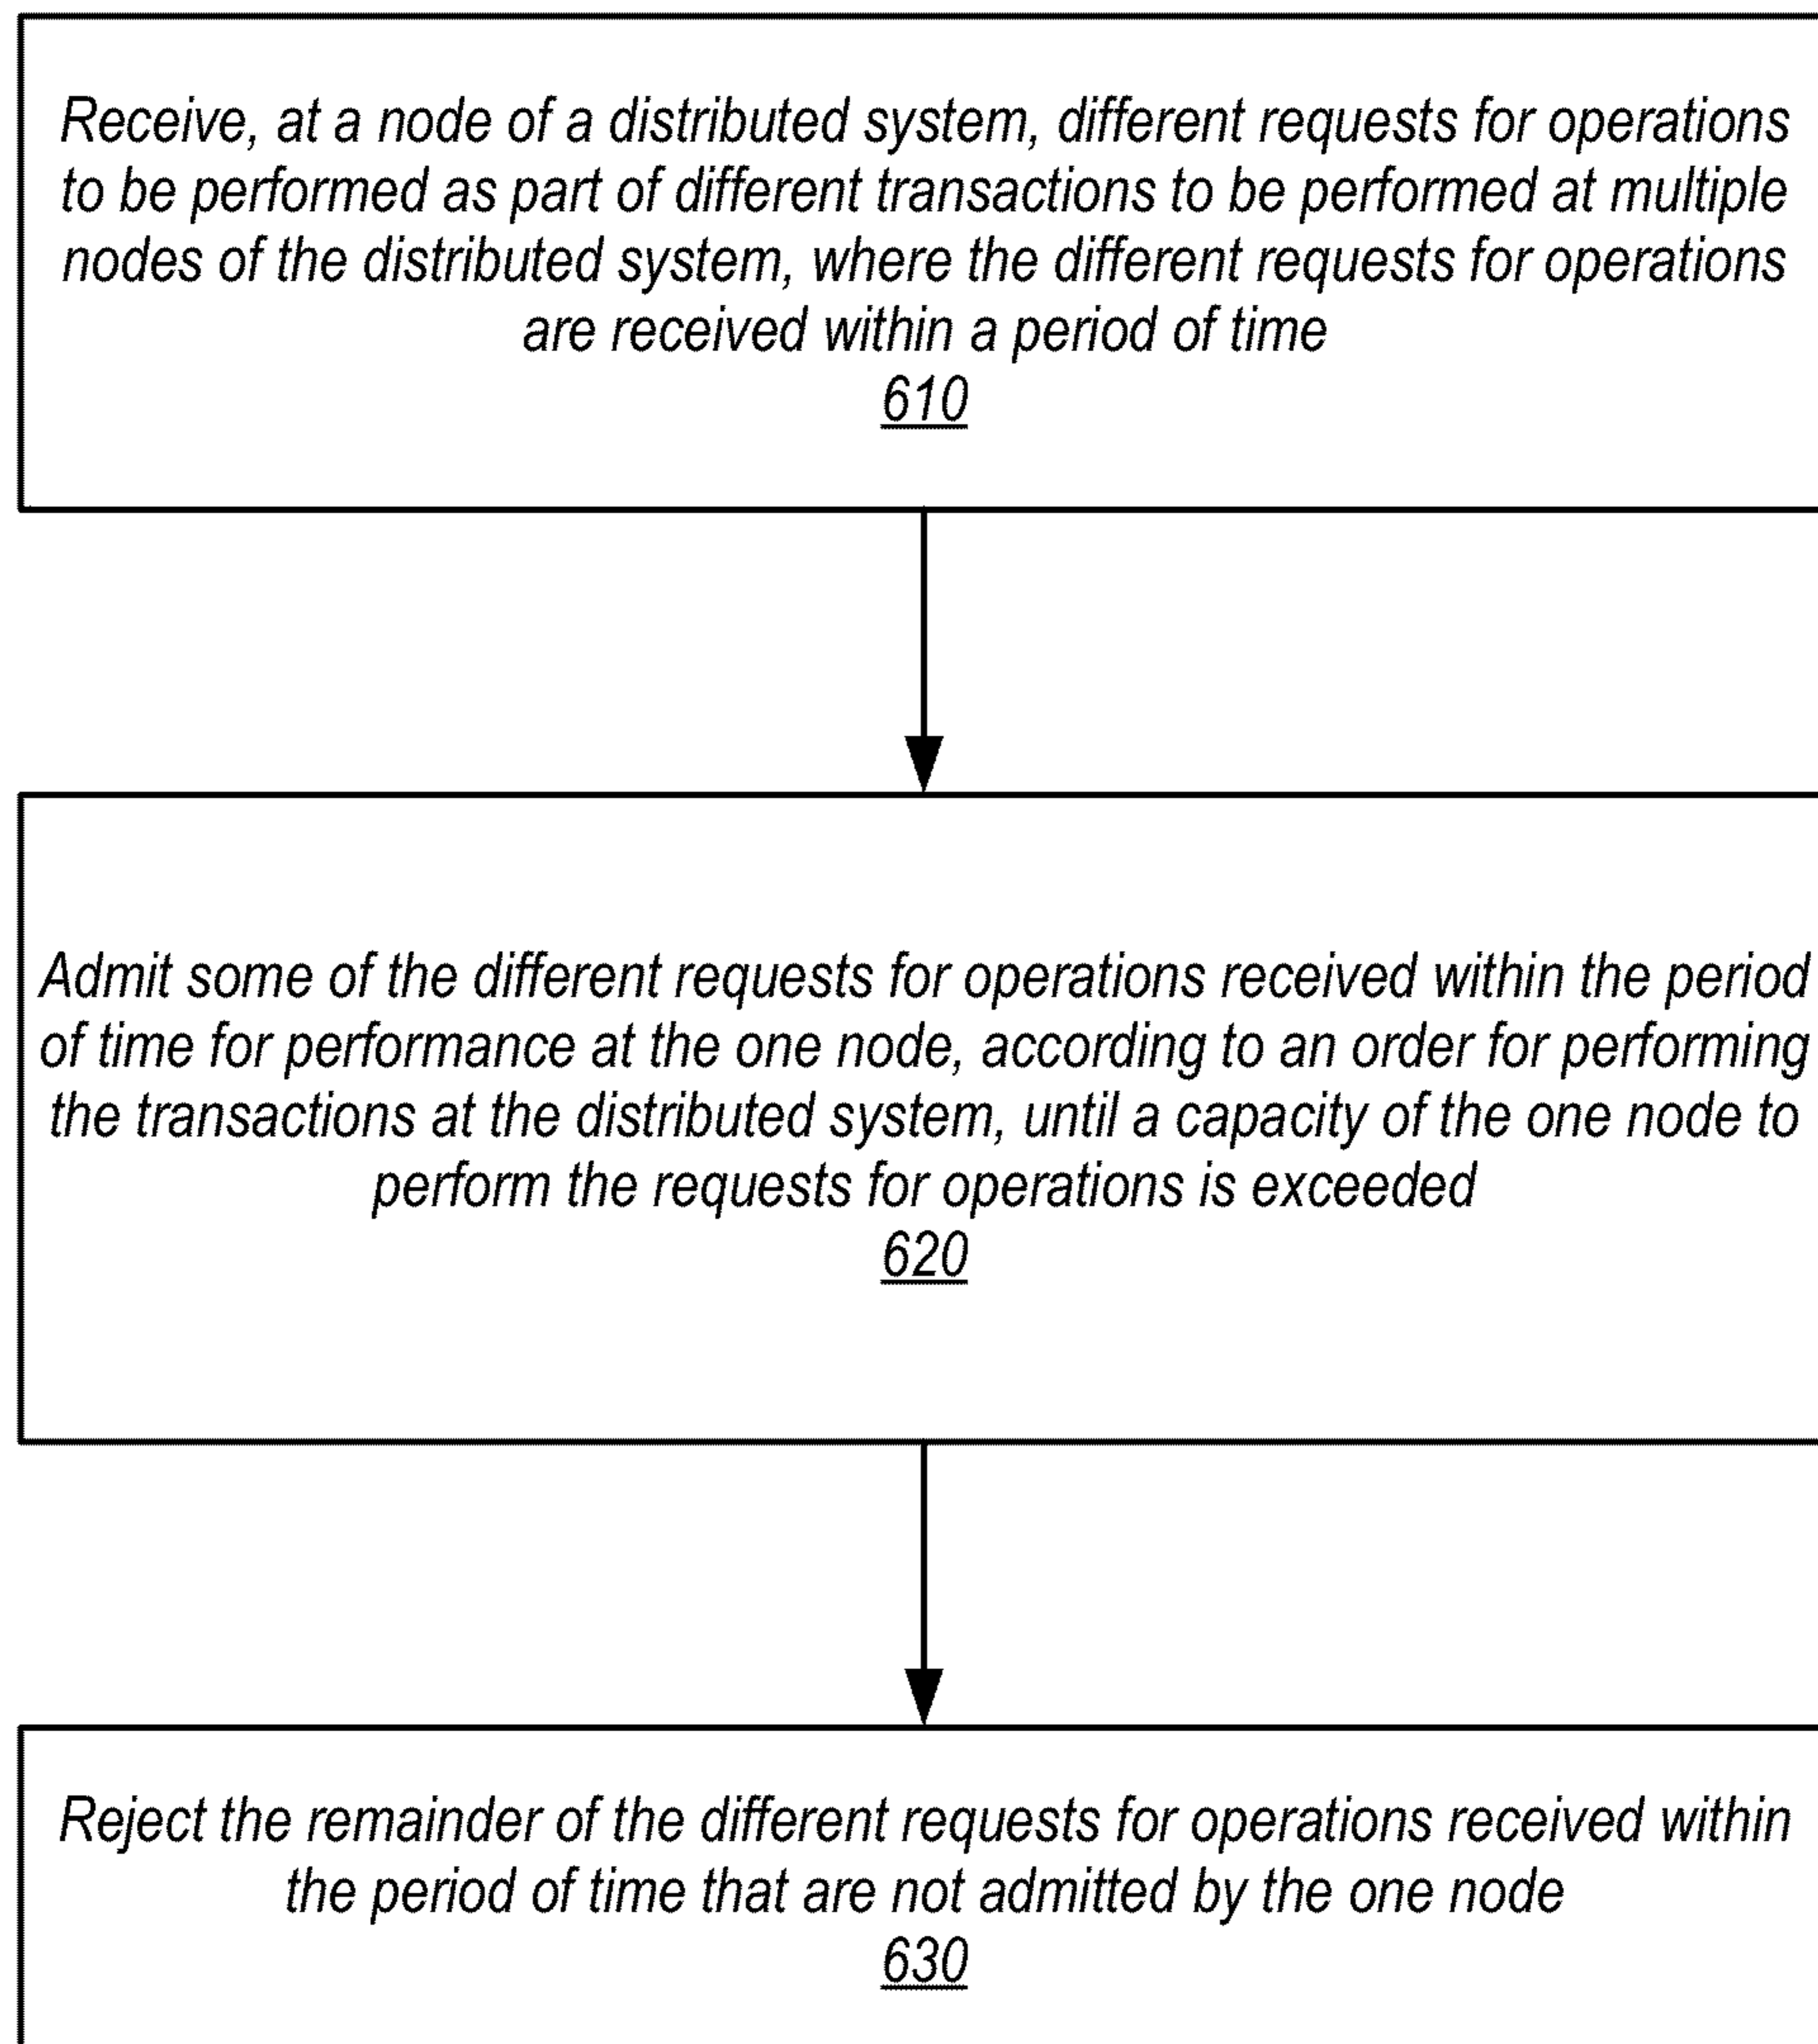 Receive, at a node of a distributed system, different requests for operations
to be performed as part of different transactions to be performed at multiple
nodes of the distributed system, where the different requests for operations
are received within a period of time
610
Admit some of the different requests for operations received within the period
of time for performance at the one node, according to an order for performing
the transactions at the distributed system, until a capacity of the one node to
perform the requests for operations is exceeded
620
Reject the remainder of the different requests for operations received within
the period of time that are not admitted by the one node
630